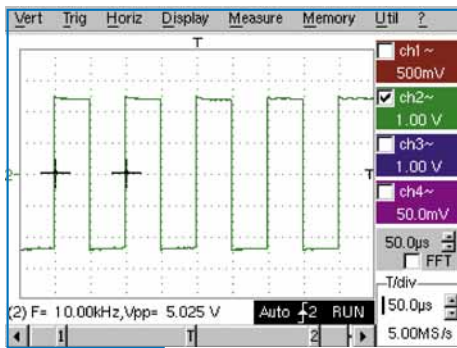 Vert Trig Horiz Display Measure Memory Util ?
T
ch1 ~
500mV
ch2~
1.00 V
ch3~
1.00 V
ch4~
50.0mV
2
T
50.0µs
FFT
T/div
50.0µs
5.00MS/s
(2) F= 10.00kHz,Vpp= 5.025 V
Auto 2 RUN
1 T 2